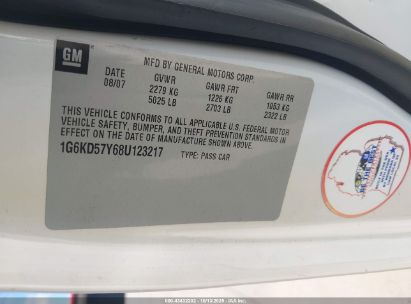 GM
MFD BY GENERAL MOTORS CORP.
DATE GVWR GAWR FRT GAWR RR
08/07 2279 KG 1226 KG 1053 KG
5025 LB 2703 LB 2322 LB
THIS VEHICLE CONFORMS TO ALL APPLICABLE U.S. FEDERAL MOTOR
VEHICLE SAFETY, BUMPER, AND THEFT PREVENTION STANDARDS
IN EFFECT ON THE DATE OF MANUFACTURE SHOWN ABOVE.
1G6KD57Y68U123217 TYPE: PASS CAR